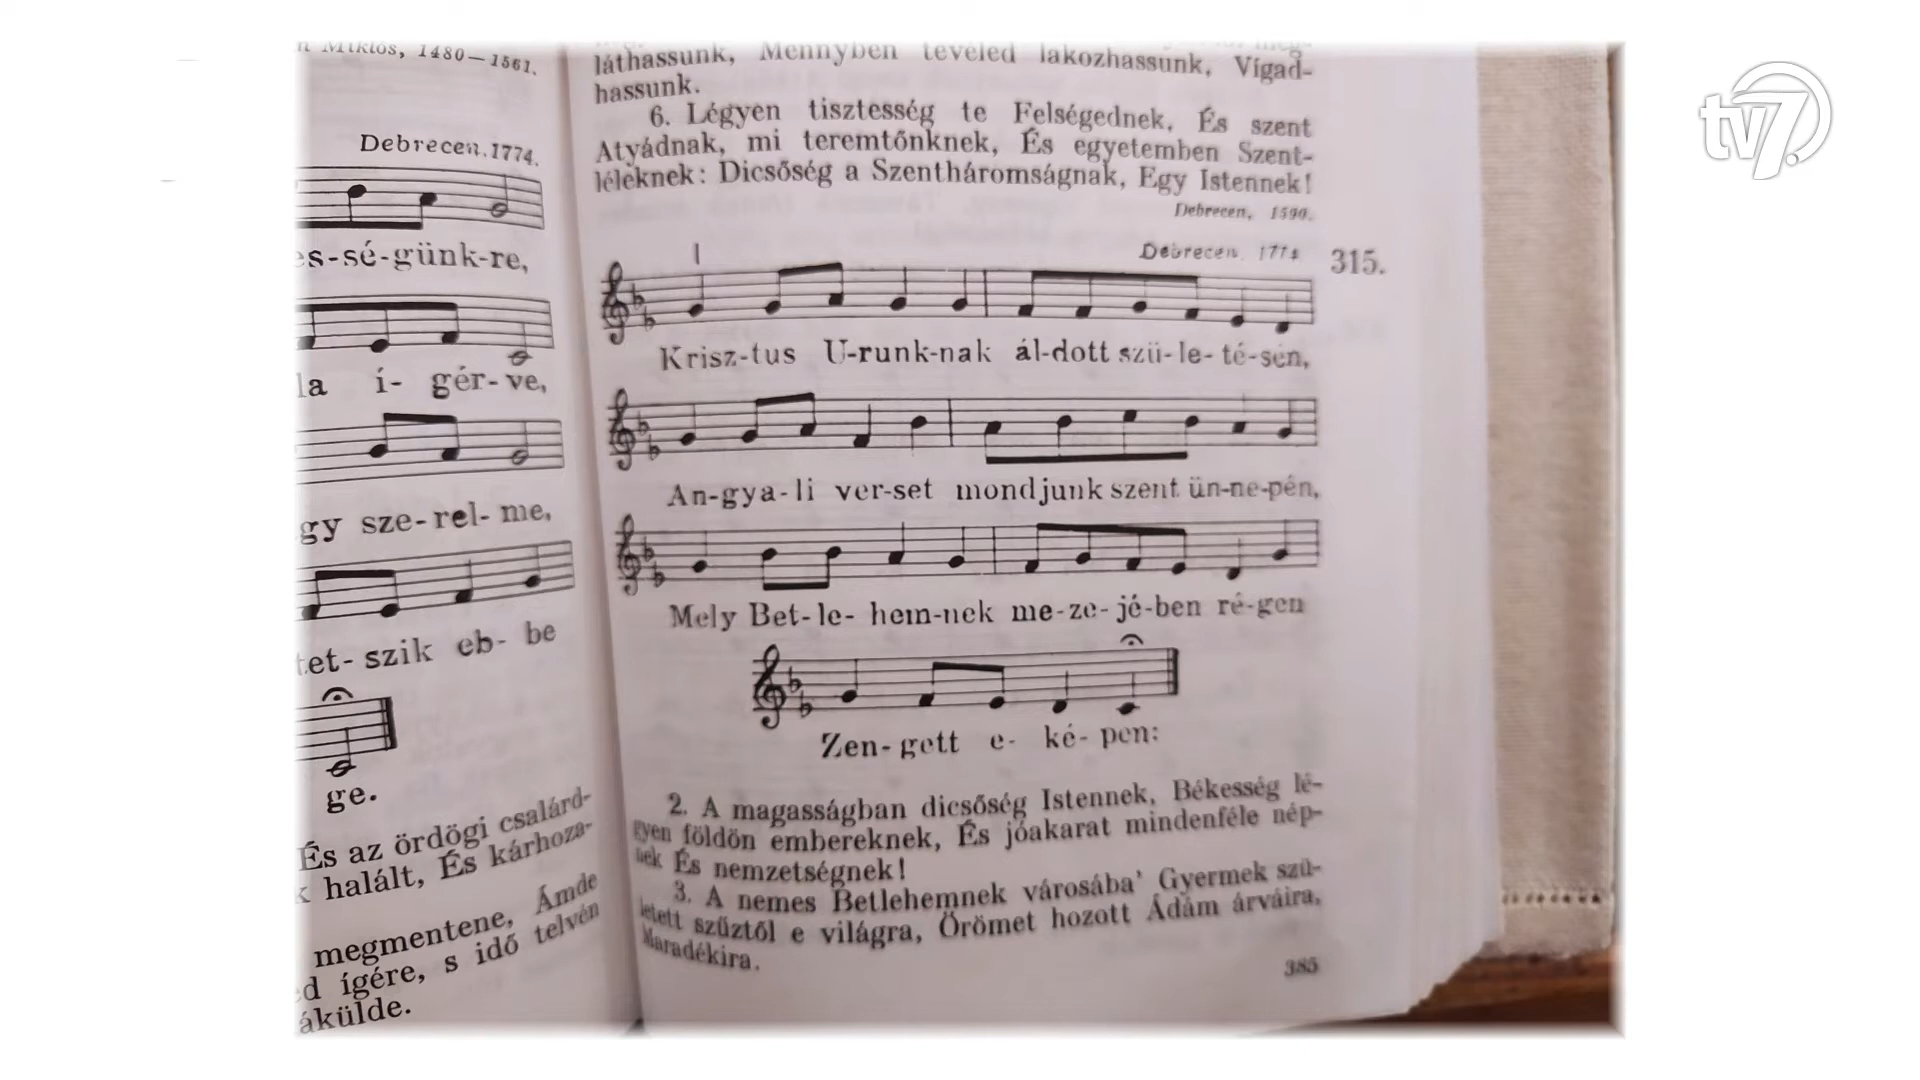 Miklós, 1480—1561.
Debrecen.1774.
es-sé-günk-re,
la í- gér-ve,
gy sze-rel-me,
tet-szik eb-be
ge.
És az ördögi csalárd-
k halált, És kárhoza-
megmentene, Ámde
ed ígére, s idő telvén
ákülde.
láthassunk, Mennyben tevéled lakozhassunk, Vígad-
hassunk.
6. Légyen tisztesség te Felségednek, És szent
Atyádnak, mi teremtőnknek, És egyetemben Szent-
léleknek: Dicsőség a Szentháromságnak, Egy Istennek!
Debrecen, 1590.
Debrecen, 1774
315.
Krisz-tus U-runk-nak ál-dott szü-le-té-sén,
An-gya-li ver-set mondjunk szent ün-ne-pén,
Mely Bet-le-hem-nek me-ze-jé-ben ré-gen
Zen-gett e- ké-pen:
2. A magasságban dicsőség Istennek, Békesség lé-
gyen földön embereknek, És jóakarat mindenféle nép-
nek És nemzetségnek!
3. A nemes Betlehemnek városába' Gyermek szü-
letett szűztől e világra, Örömet hozott Ádám árváira,
Maradékira.
385
tv7.